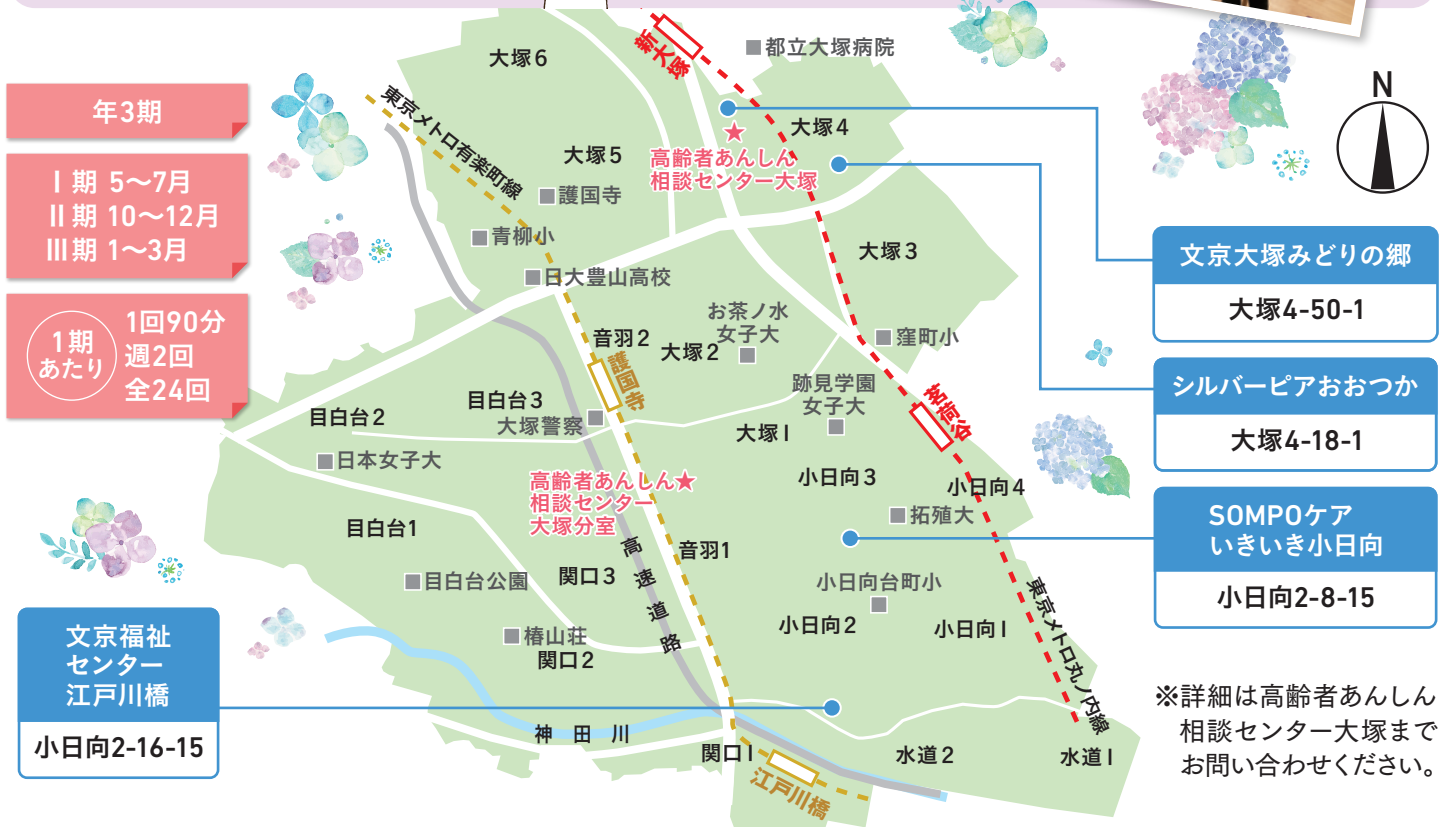 年3期
Ⅰ期 5〜7月
Ⅱ期 10〜12月
Ⅲ期 1〜3月
1期
あたり
1回90分
週2回
全24回
新大塚
■都立大塚病院
大塚6
東京メトロ有楽町線
大塚5
■護国寺
大塚4
★
高齢者あんしん
相談センター大塚
■青柳小
■日大豊山高校
大塚3
お茶ノ水
女子大
■窪町小
音羽2
大塚2
護国寺
跡見学園
女子大
茗荷谷
目白台2
目白台3
大塚警察
大塚1
■日本女子大
小日向3
小日向4
高齢者あんしん★
相談センター
大塚分室
■拓殖大
目白台1
高速道路
音羽1
関口3
■目白台公園
小日向台町小
小日向2
小日向1
東京メトロ丸ノ内線
■椿山荘
関口2
神田川
関口1
江戸川橋
水道2
水道1
N
文京大塚みどりの郷
大塚4-50-1
シルバーピアおおつか
大塚4-18-1
SOMPOケア
いきいき小日向
小日向2-8-15
文京福祉
センター
江戸川橋
小日向2-16-15
※詳細は高齢者あんしん
相談センター大塚まで
お問い合わせください。